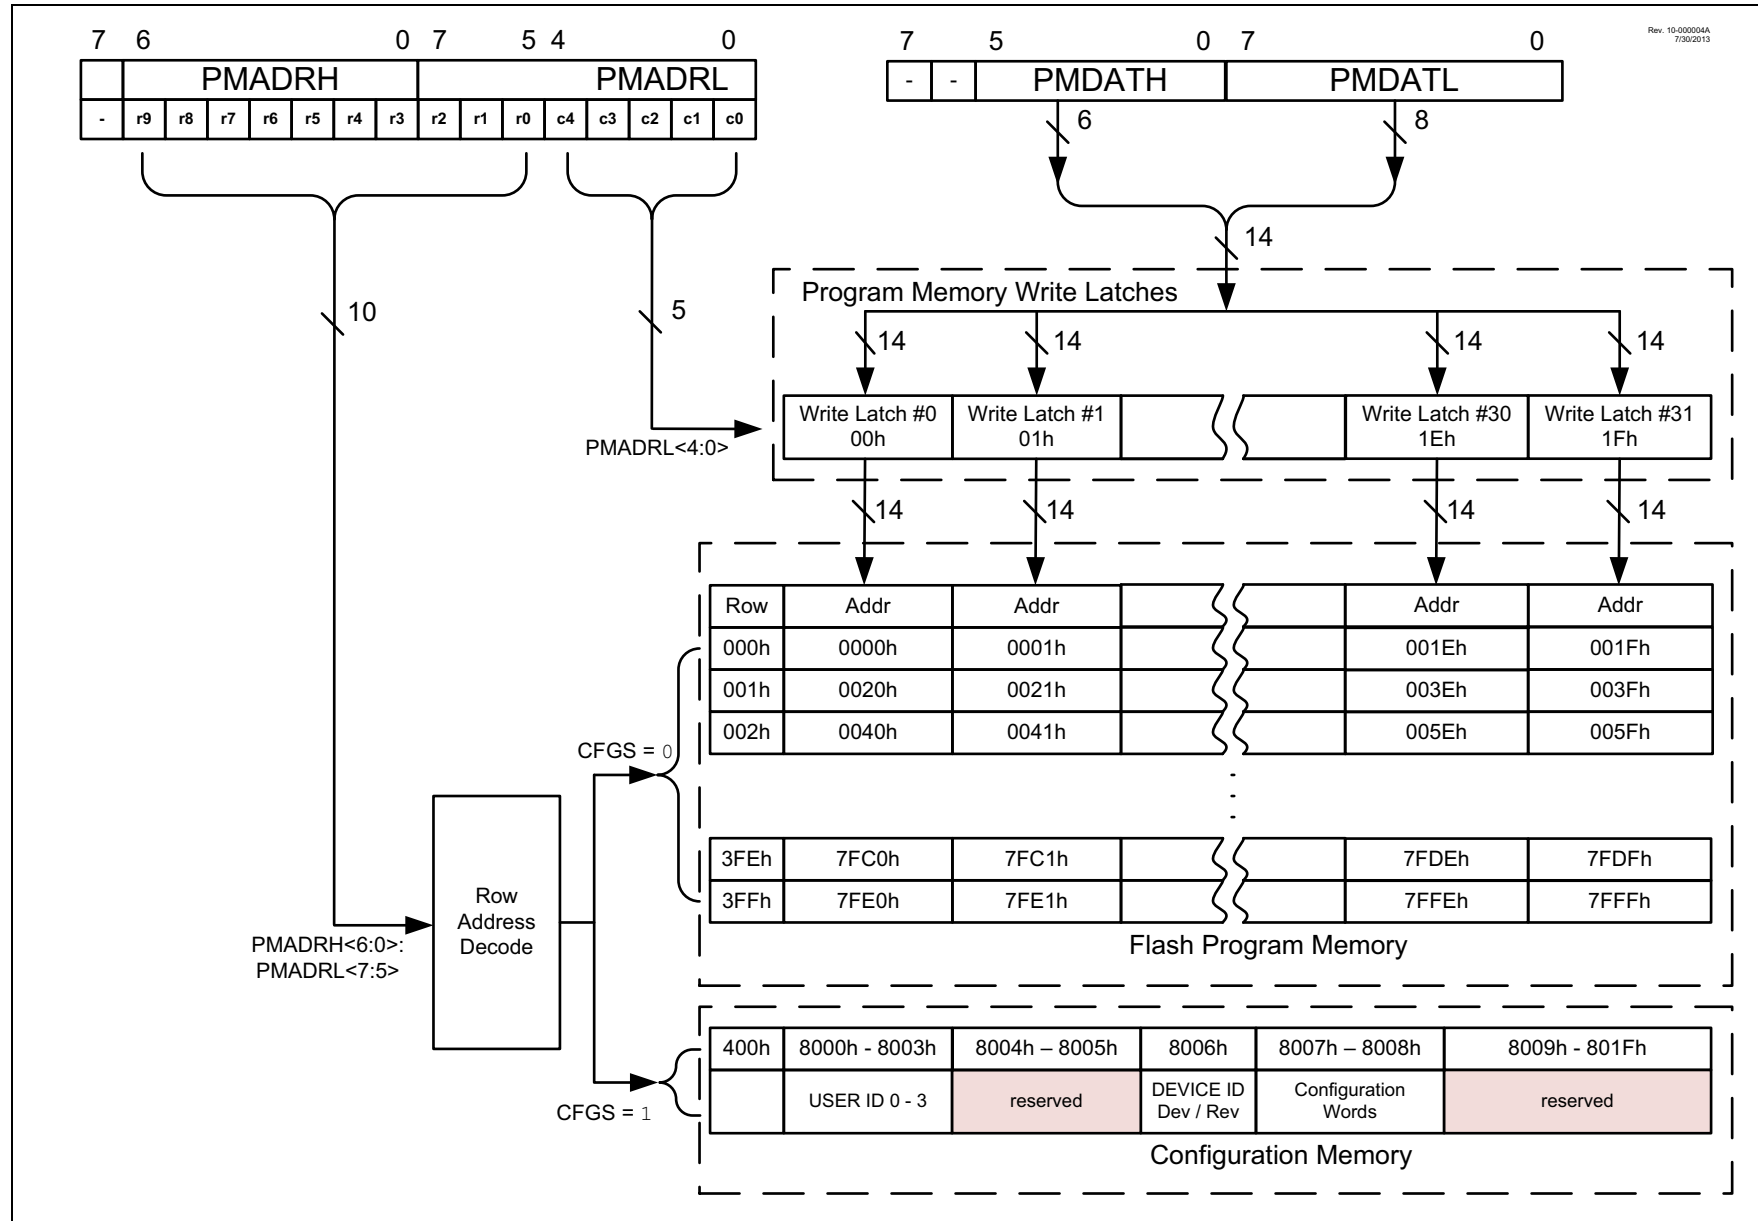 Rev. 10-000004A
7/30/2013
7 6 0 7 5 4 0
7 5 0 7 0
PMADRH PMADRL
- - PMDATH PMDATL
- r9 r8 r7 r6 r5 r4 r3 r2 r1 r0 c4 c3 c2 c1 c0
6 8
14
10 5
Program Memory Write Latches
14 14 14 14
Write Latch #0 Write Latch #1 Write Latch #30 Write Latch #31
00h 01h 1Eh 1Fh
PMADRL<4:0>
14 14 14 14
Row Addr Addr Addr Addr
000h 0000h 0001h 001Eh 001Fh
001h 0020h 0021h 003Eh 003Fh
002h 0040h 0041h 005Eh 005Fh
CFGS = 0
3FEh 7FC0h 7FC1h 7FDEh 7FDFh
3FFh 7FE0h 7FE1h 7FFEh 7FFFh
Row
Address
Decode
PMADRH<6:0>:
PMADRL<7:5>
Flash Program Memory
400h 8000h - 8003h 8004h – 8005h 8006h 8007h – 8008h 8009h - 801Fh
USER ID 0 - 3 reserved DEVICE ID Configuration reserved
Dev / Rev Words
CFGS = 1
Configuration Memory